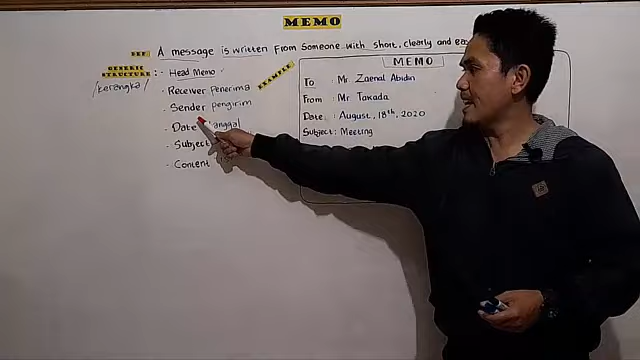 MEMO
DEF: A message is written from someone with short, clearly and eas
GENERIC STRUCTURE: - Head Memo
/kerangka/
- Receiver penerima
- Sender pengirim
- Date tanggal
- Subject
- Content
EXAMPLE
MEMO
To : Mr Zaenal Abidin
From : Mr Takada
Date : August, 18th, 2020
Subject : Meeting